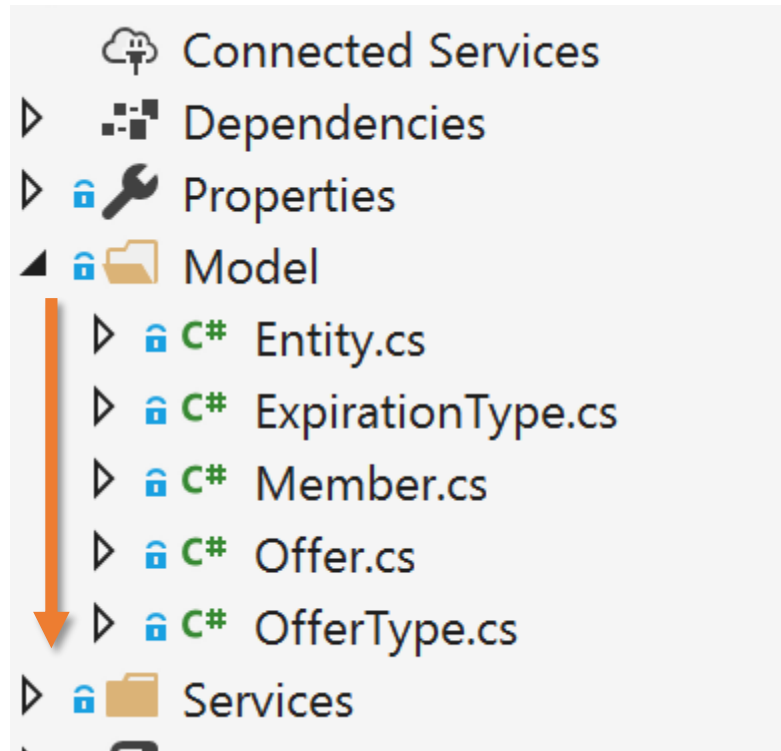 Connected Services
Dependencies
Properties
Model
C# Entity.cs
C# ExpirationType.cs
C# Member.cs
C# Offer.cs
C# OfferType.cs
Services